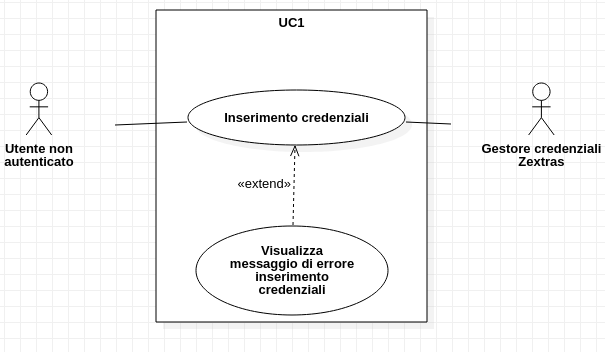 UC1
Inserimento credenziali
Utente non
autenticato
Gestore credenziali
Zextras
«extend»
Visualizza
messaggio di errore
inserimento
credenziali